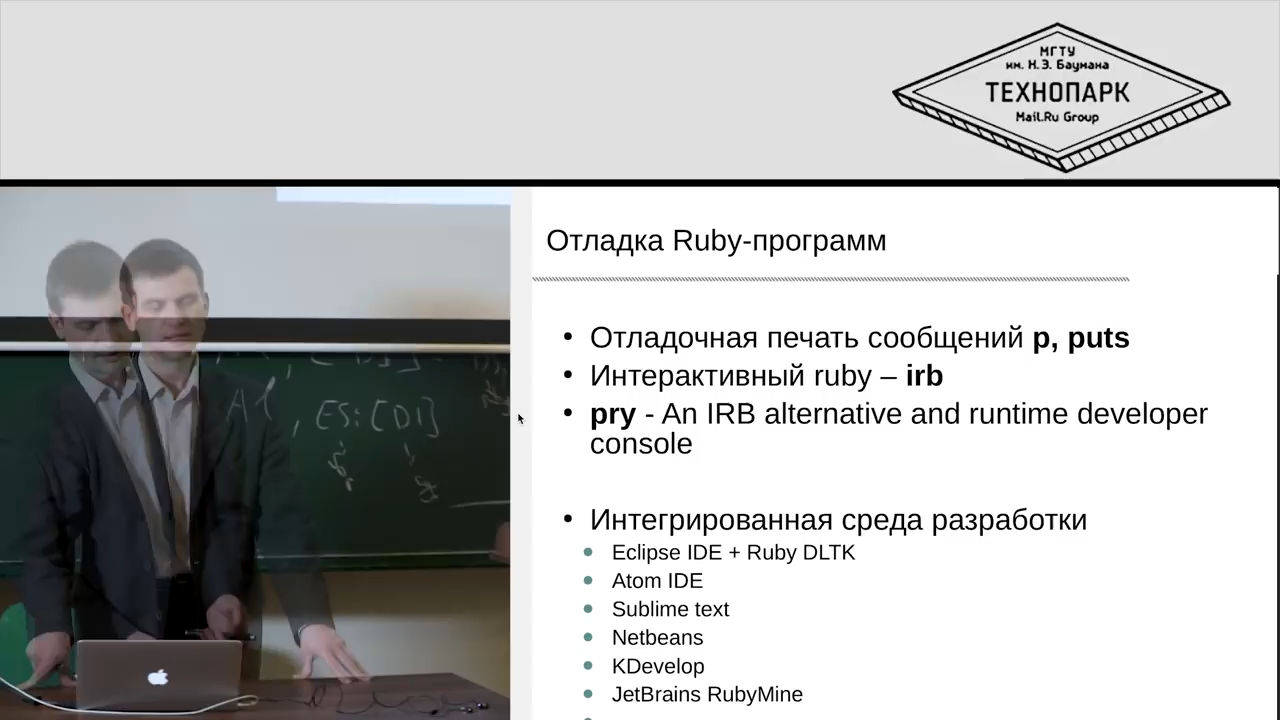 МГТУ
им. Н.Э. Баумана
ТЕХНОПАРК
Mail.Ru Group
Отладка Ruby-программ
• Отладочная печать сообщений p, puts
• Интерактивный ruby – irb
• pry - An IRB alternative and runtime developer
console
ES:[DI]
• Интегрированная среда разработки
• Eclipse IDE + Ruby DLTK
• Atom IDE
• Sublime text
• Netbeans
• KDevelop
• JetBrains RubyMine